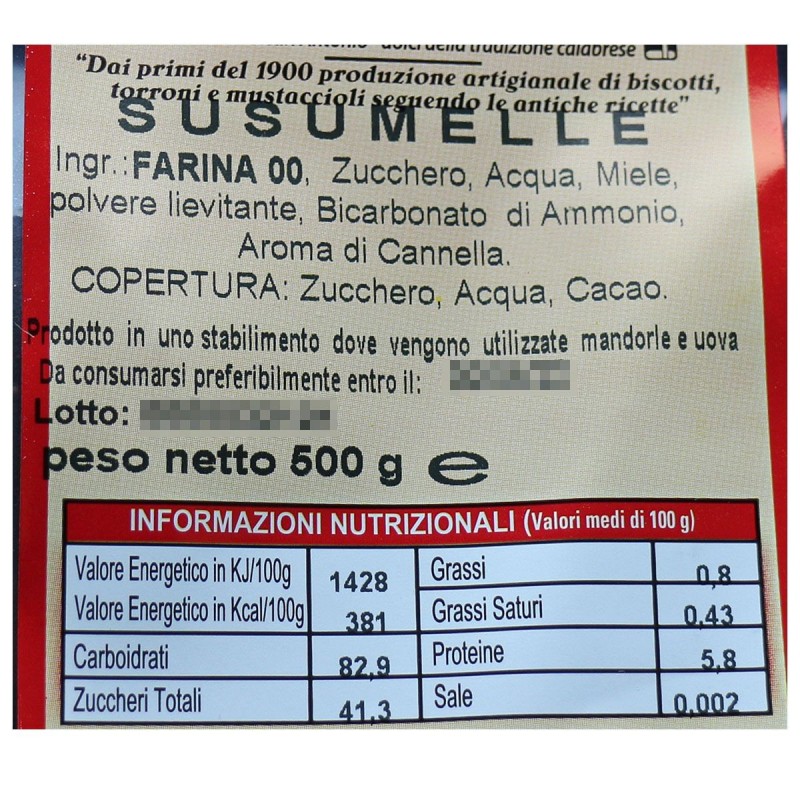 dolci della tradizione calabrese
"Dai primi del 1900 produzione artigianale di biscotti,
torroni e mustaccioli seguendo le antiche ricette"
SUSUMELLE
Ingr.: FARINA 00, Zucchero, Acqua, Miele,
polvere lievitante, Bicarbonato di Ammonio,
Aroma di Cannella.
COPERTURA: Zucchero, Acqua, Cacao.
Prodotto in uno stabilimento dove vengono utilizzate mandorle e uova
Da consumarsi preferibilmente entro il:
Lotto:
peso netto 500 g ℮
INFORMAZIONI NUTRIZIONALI (Valori medi di 100 g)
Valore Energetico in KJ/100g 1428
Valore Energetico in Kcal/100g 381
Carboidrati 82,9
Zuccheri Totali 41,3
Grassi 0,8
Grassi Saturi 0,43
Proteine 5,8
Sale 0,002